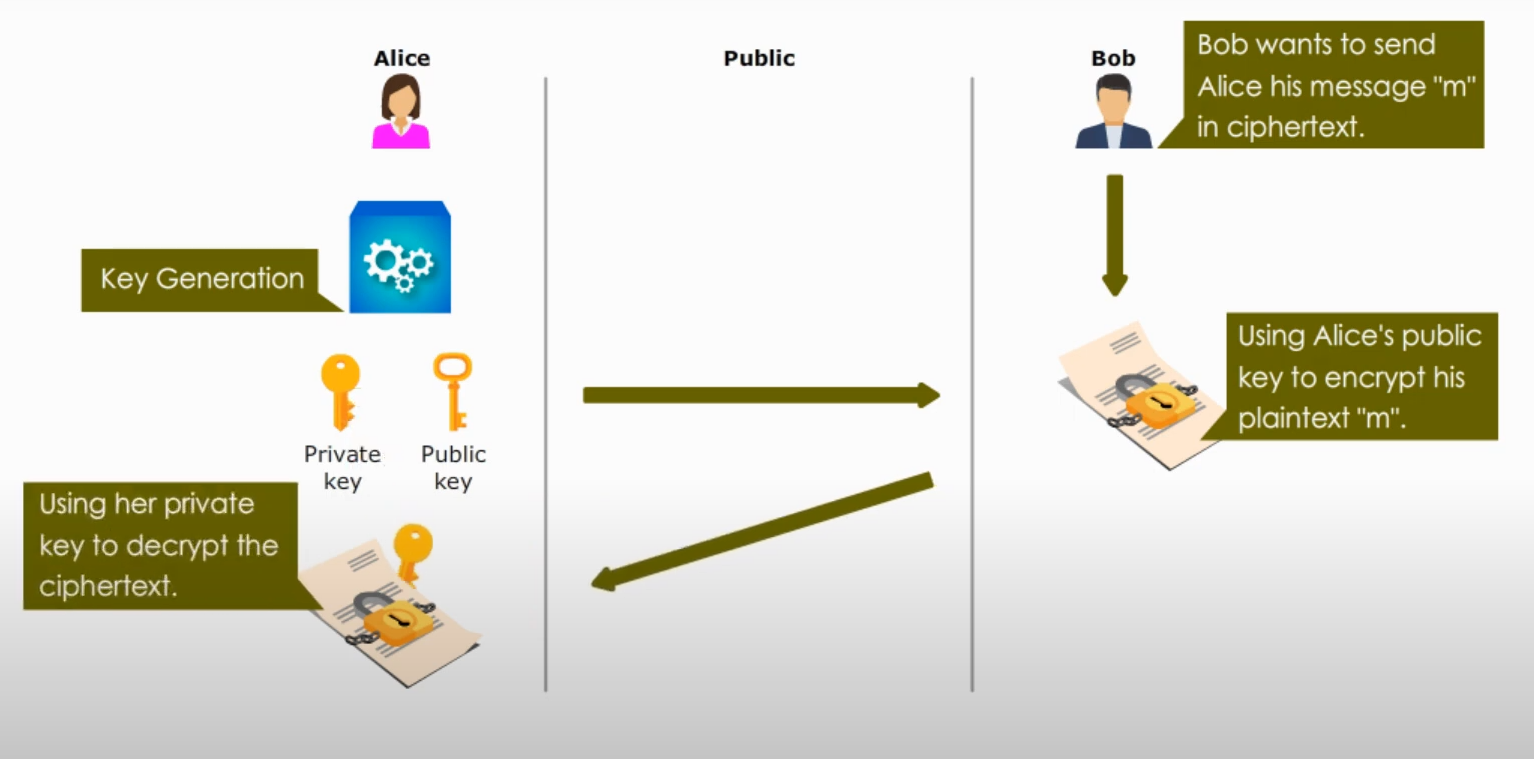 Alice
Public
Bob
Bob wants to send
Alice his message "m"
in ciphertext.
Key Generation
Using Alice's public
key to encrypt his
plaintext "m".
Private
key
Public
key
Using her private
key to decrypt the
ciphertext.